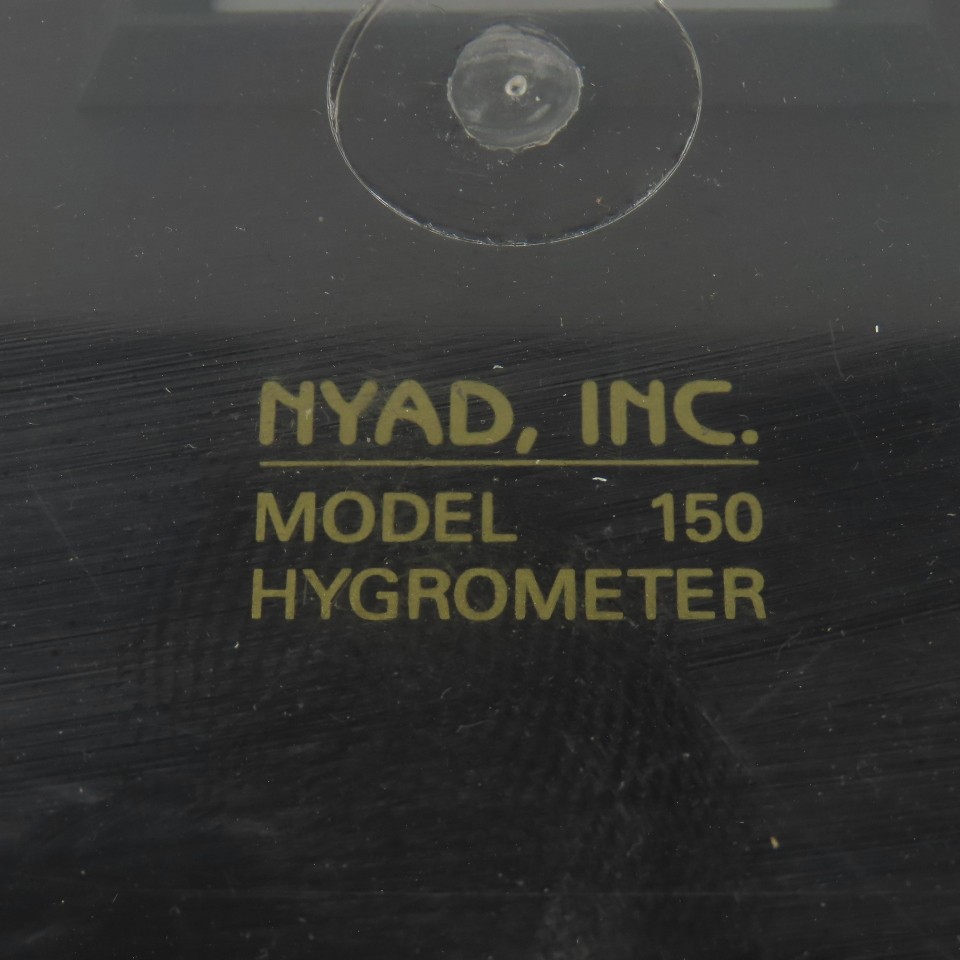 NYAD, INC.
MODEL 150
HYGROMETER